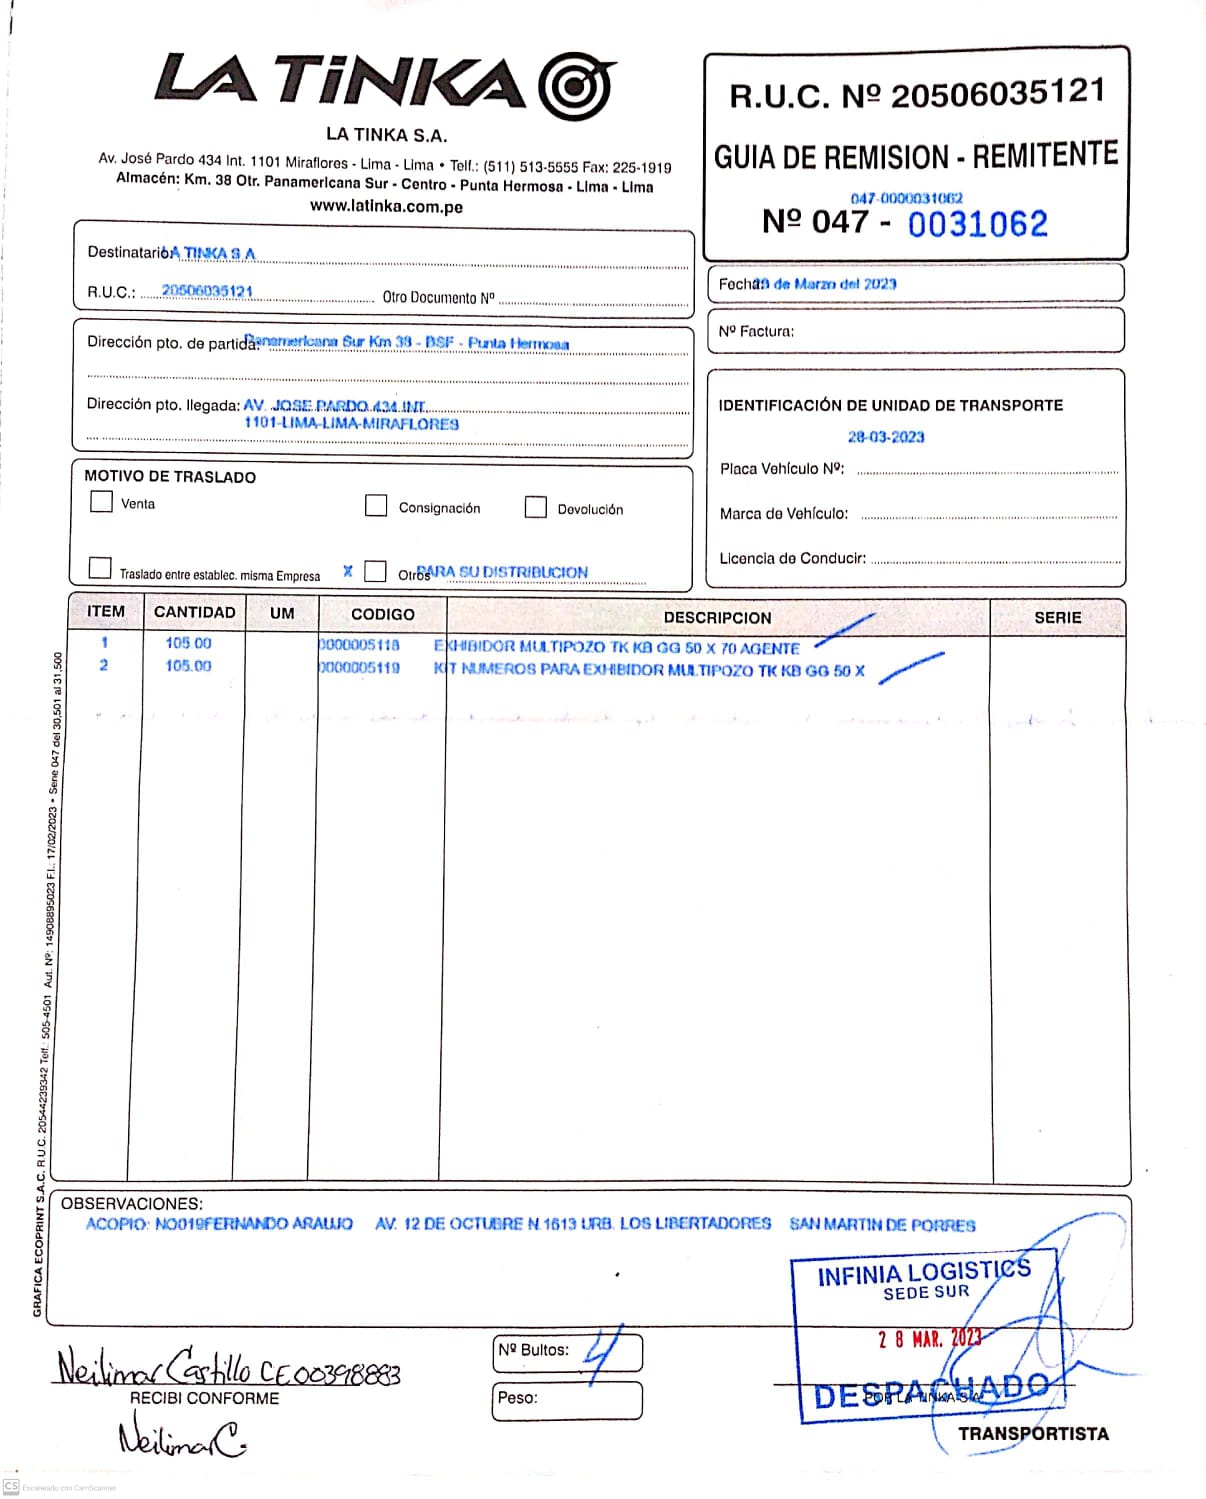 LA TiNKA
LA TINKA S.A.
Av. José Pardo 434 Int. 1101 Miraflores - Lima - Lima • Telf.: (511) 513-5555 Fax: 225-1919
Almacén: Km. 38 Otr. Panamericana Sur - Centro - Punta Hermosa - Lima - Lima
www.latinka.com.pe
R.U.C. Nº 20506035121
GUIA DE REMISION - REMITENTE
047-0000031062
Nº 047 - 0031062
Destinatario: A TINKA S A
R.U.C.: 20506035121 Otro Documento Nº
Fecha: de Marzo del 2023
Nº Factura:
Dirección pto. de partida: Panamericana Sur Km 38 - DSF - Punta Hermosa
Dirección pto. llegada: AV. JOSE PARDO 434 INT.
1101-LIMA-LIMA-MIRAFLORES
IDENTIFICACIÓN DE UNIDAD DE TRANSPORTE
28-03-2023
Placa Vehículo Nº:
Marca de Vehículo:
Licencia de Conducir:
MOTIVO DE TRASLADO
Venta Consignación Devolución
Traslado entre establec. misma Empresa X Otros PARA SU DISTRIBUCION
ITEM CANTIDAD UM CODIGO DESCRIPCION SERIE
1 105.00 0000005118 EXHIBIDOR MULTIPOZO TK KB GG 50 X 70 AGENTE
2 105.00 0000005119 KIT NUMEROS PARA EXHIBIDOR MULTIPOZO TK KB GG 50 X
GRAFICA ECOPRINT S.A.C. R.U.C. 20544239342 Telf.: 505-4501 Aut. Nº: 14908895023 F.I.: 17/02/2023 • Serie 047 del 30,501 al 31,500
OBSERVACIONES:
ACOPIO: NO019FERNANDO ARAUJO AV. 12 DE OCTUBRE N.1613 URB. LOS LIBERTADORES SAN MARTIN DE PORRES
INFINIA LOGISTICS
SEDE SUR
28 MAR. 2023
DESPACHADO
POR LA TINKA S.A.
TRANSPORTISTA
Nº Bultos: 4
Peso:
Neilimar Castillo CE 00398883
RECIBI CONFORME
Neilimar C.
CS Escaneado con CamScanner